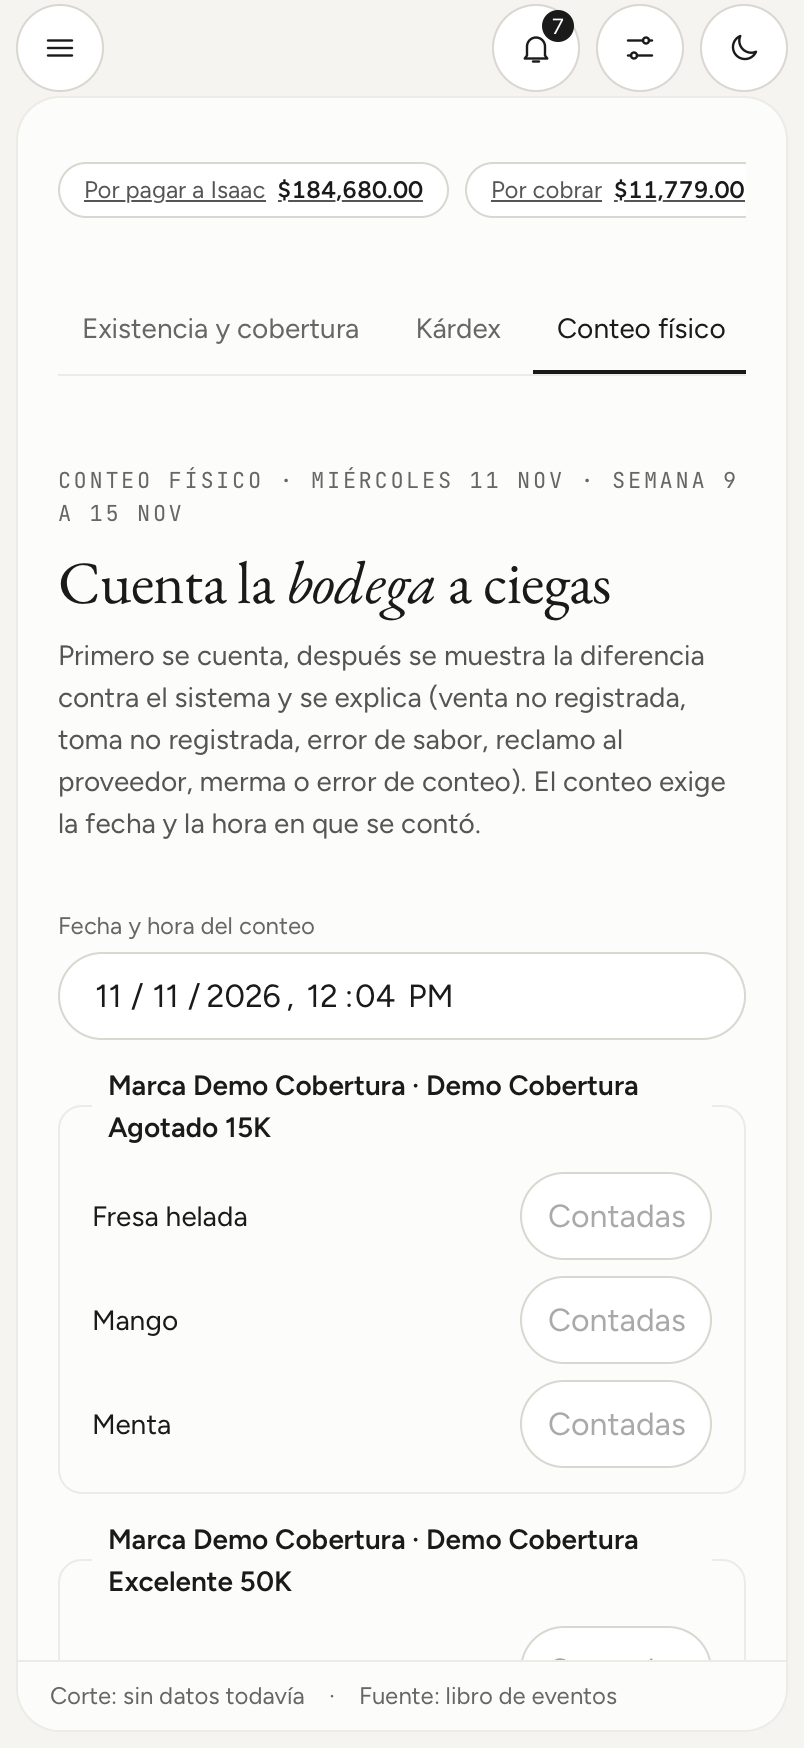 7
Por pagar a Isaac $184,680.00 Por cobrar $11,779.00
Existencia y cobertura Kárdex Conteo físico
CONTEO FÍSICO · MIÉRCOLES 11 NOV · SEMANA 9
A 15 NOV
Cuenta la bodega a ciegas
Primero se cuenta, después se muestra la diferencia
contra el sistema y se explica (venta no registrada,
toma no registrada, error de sabor, reclamo al
proveedor, merma o error de conteo). El conteo exige
la fecha y la hora en que se contó.
Fecha y hora del conteo
11 / 11 / 2026, 12:04 PM
Marca Demo Cobertura · Demo Cobertura
Agotado 15K
Fresa helada Contadas
Mango Contadas
Menta Contadas
Marca Demo Cobertura · Demo Cobertura
Excelente 50K
Corte: sin datos todavía · Fuente: libro de eventos